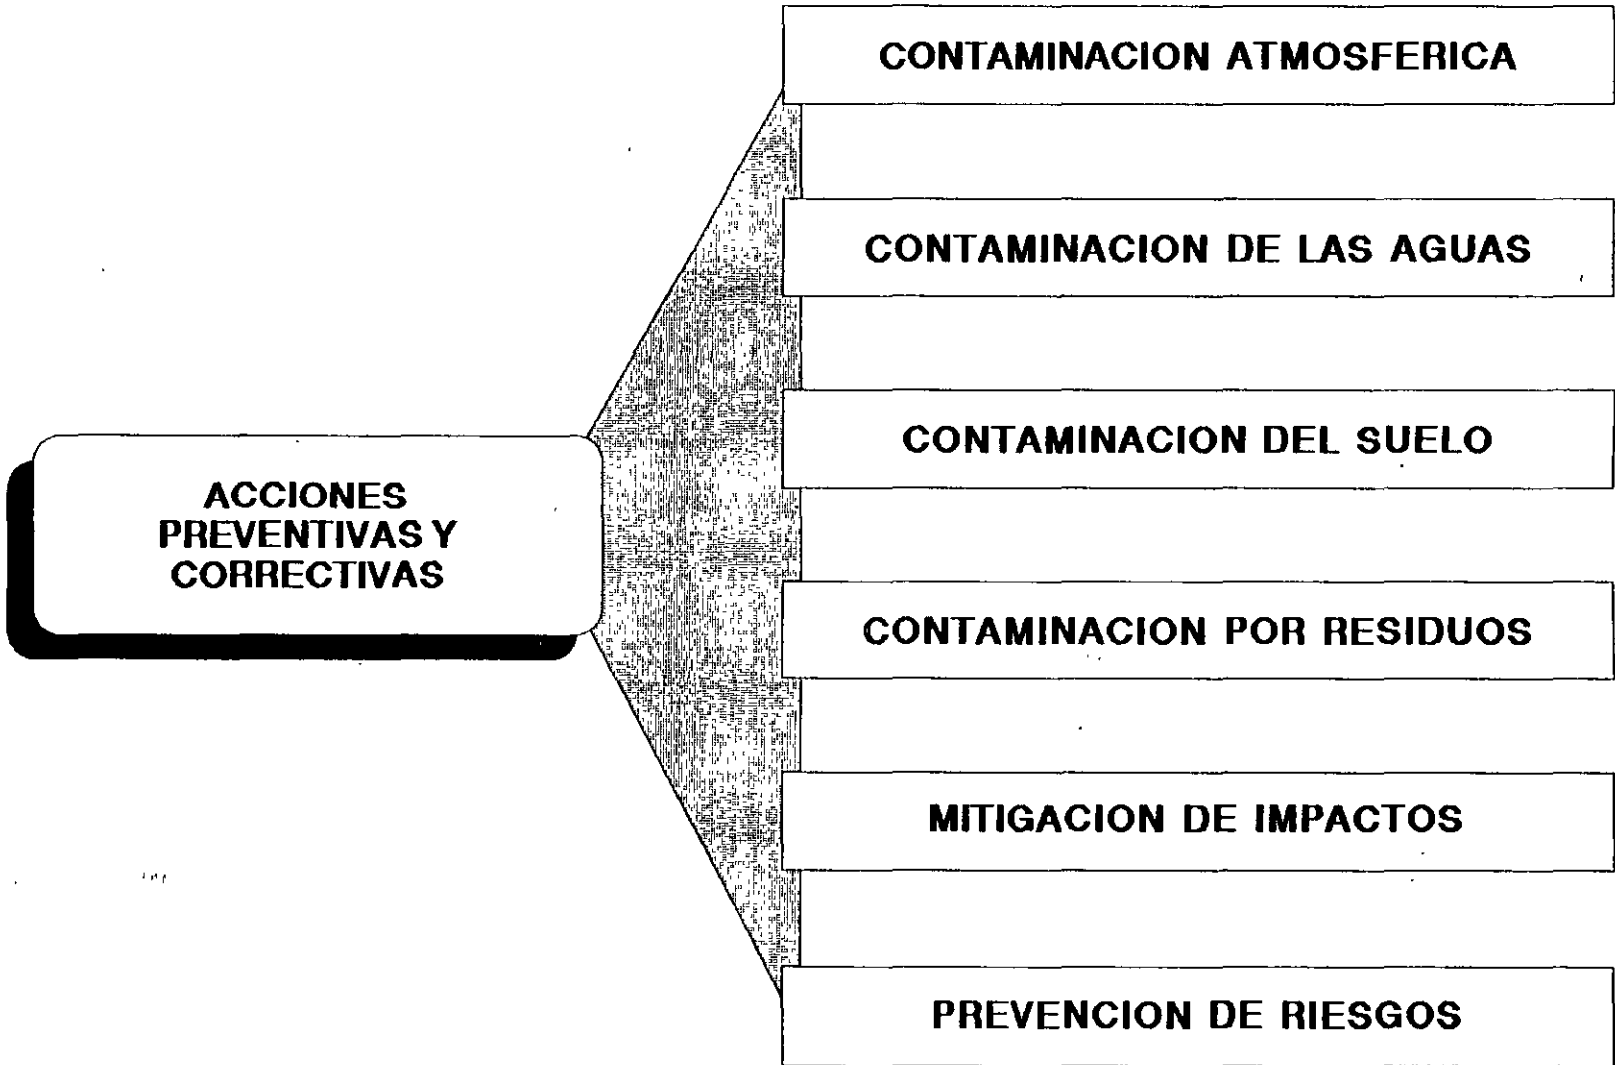 CONTAMINACION ATMOSFERICA
CONTAMINACION DE LAS AGUAS
CONTAMINACION DEL SUELO
ACCIONES
PREVENTIVAS Y
CORRECTIVAS
CONTAMINACION POR RESIDUOS
MITIGACION DE IMPACTOS
PREVENCION DE RIESGOS